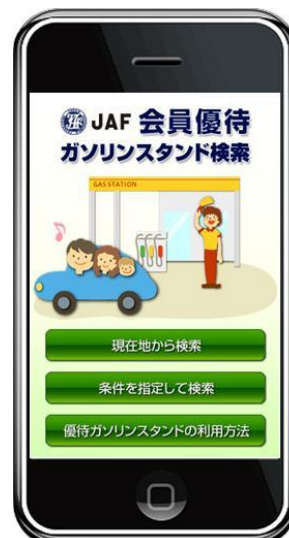 JAF 会員優待
ガソリンスタンド検索
GAS STATION
現在地から検索
条件を指定して検索
優待ガソリンスタンドの利用方法